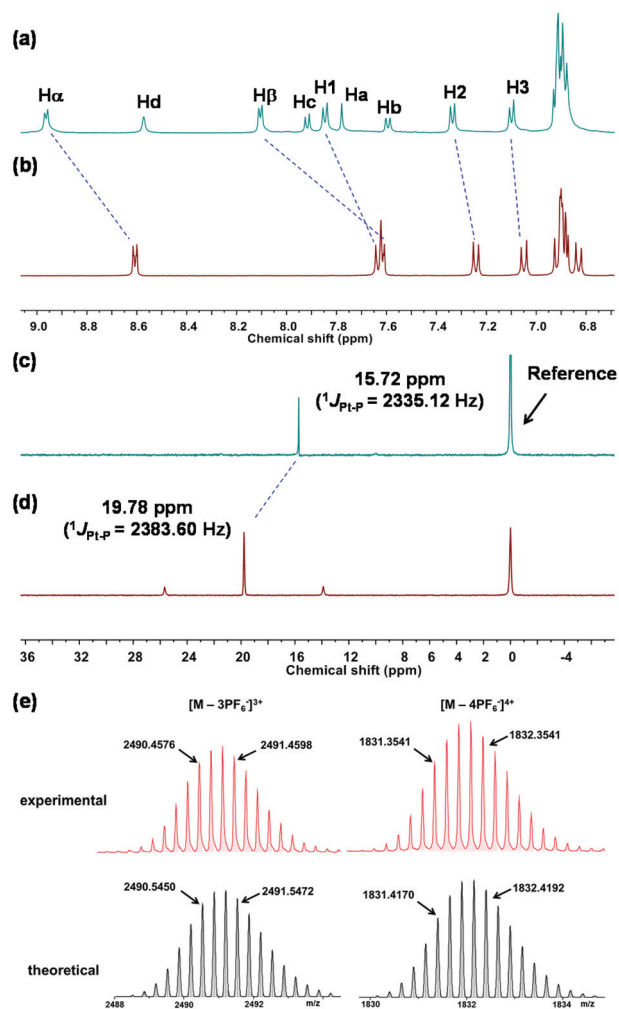 (a)
Hα Hd Hβ Hc H1 Ha Hb H2 H3
(b)
9.0 8.8 8.6 8.4 8.2 8.0 7.8 7.6 7.4 7.2 7.0 6.8
Chemical shift (ppm)
(c)
15.72 ppm
(¹J Pt-P = 2335.12 Hz)
Reference
(d)
19.78 ppm
(¹J Pt-P = 2383.60 Hz)
36 32 28 24 20 16 12 8 4 0 -4
Chemical shift (ppm)
(e)
[M – 3PF₆⁻]³⁺ [M – 4PF₆⁻]⁴⁺
2490.4576 2491.4598 1831.3541 1832.3541
experimental
2490.5450 2491.5472 1831.4170 1832.4192
theoretical
2488 2490 2492 m/z 1830 1832 1834 m/z